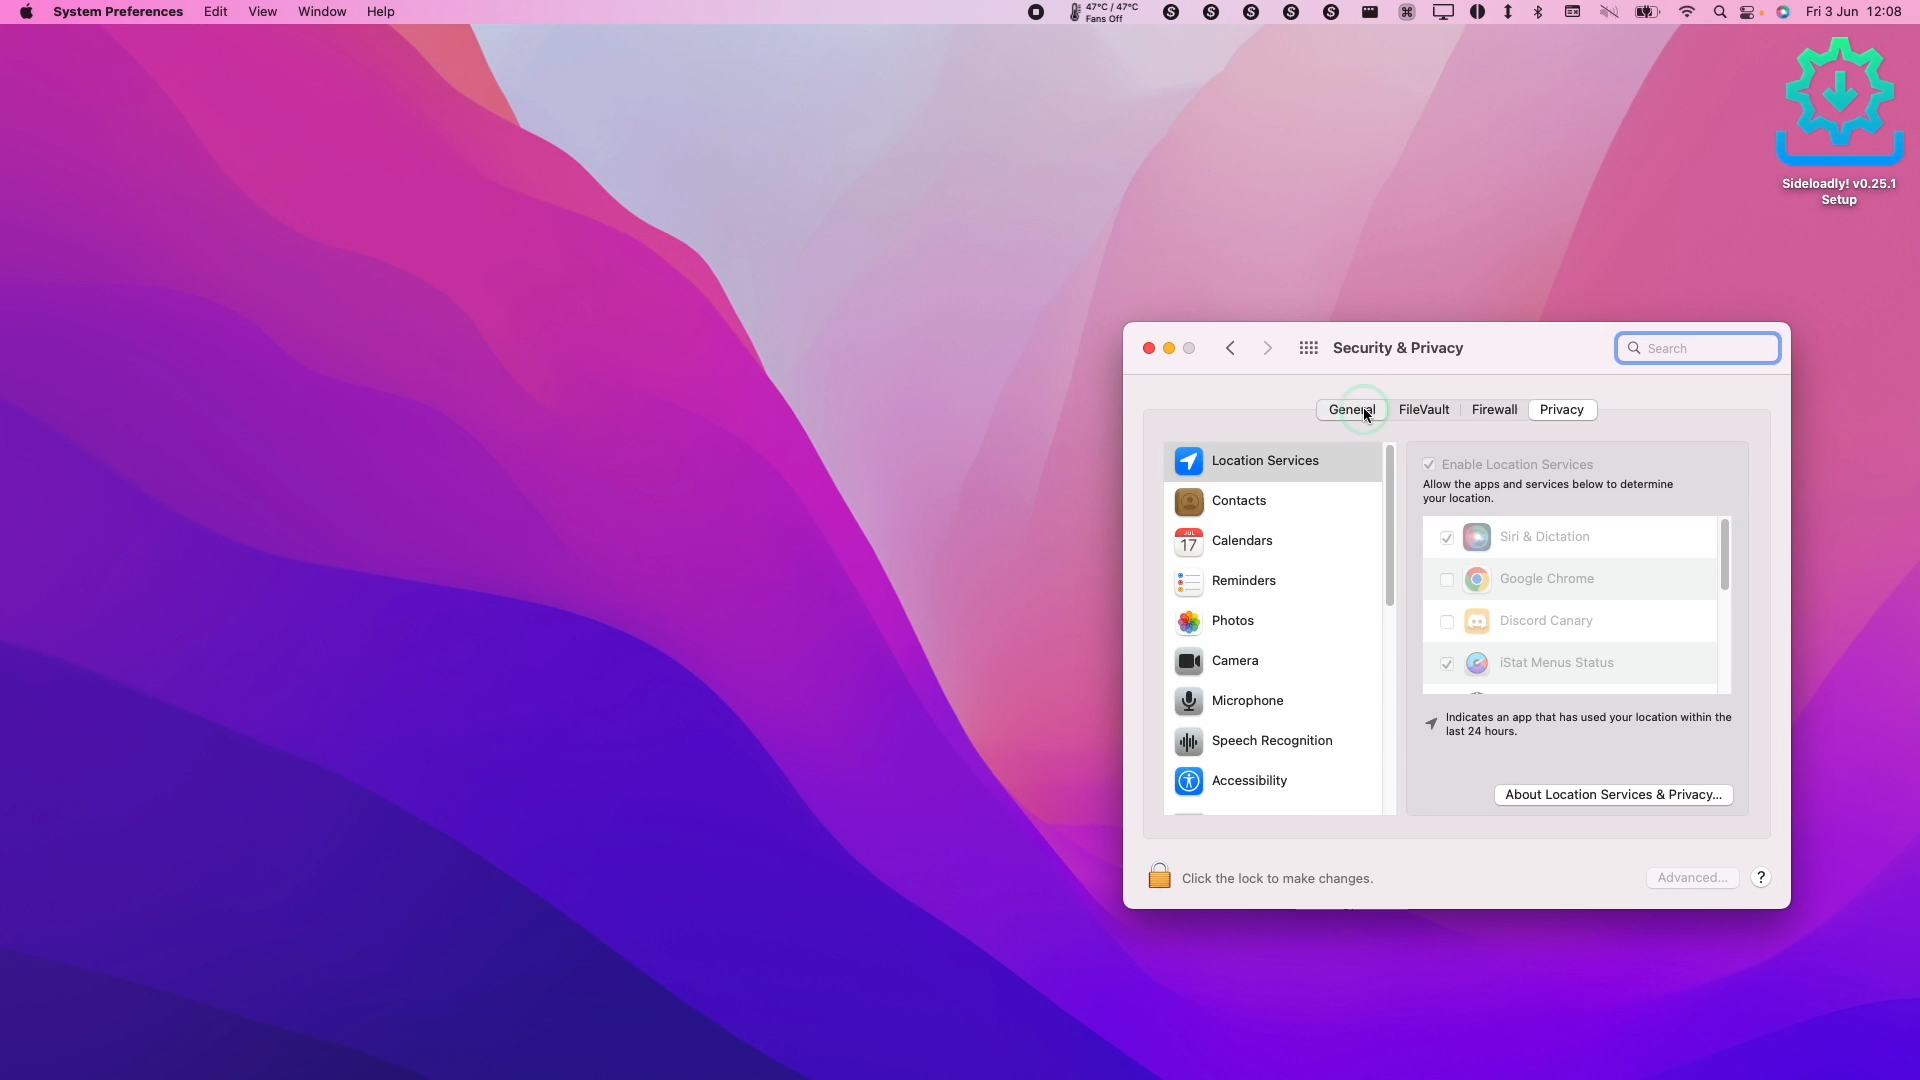 System Preferences Edit View Window Help
47°C / 47°C
Fans Off
Fri 3 Jun 12:08
Sideloadly! v0.25.1
Setup
Security & Privacy
Search
General FileVault Firewall Privacy
Location Services
Contacts
JUL
17
Calendars
Reminders
Photos
Camera
Microphone
Speech Recognition
Accessibility
Enable Location Services
Allow the apps and services below to determine
your location.
Siri & Dictation
Google Chrome
Discord Canary
iStat Menus Status
Indicates an app that has used your location within the
last 24 hours.
About Location Services & Privacy...
Click the lock to make changes.
Advanced...
?